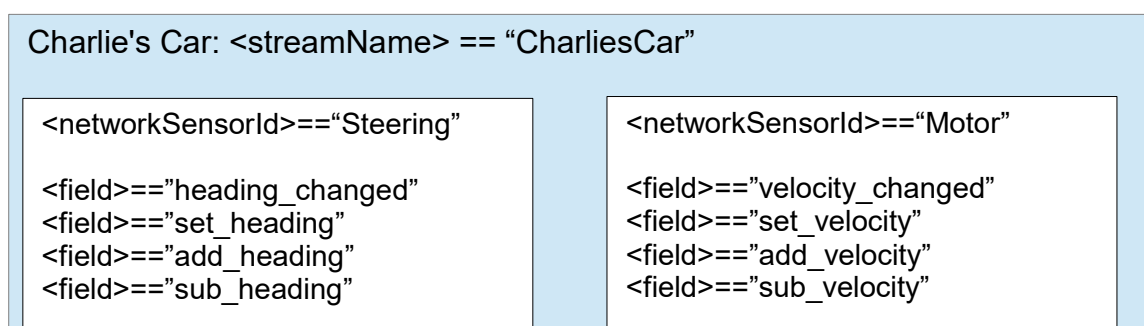 Charlie's Car: <streamName> == “CharliesCar”
<networkSensorId>==“Steering”
<field>==”heading_changed”
<field>==”set_heading”
<field>==”add_heading”
<field>==”sub_heading”
<networkSensorId>==“Motor”
<field>==”velocity_changed”
<field>==”set_velocity”
<field>==”add_velocity”
<field>==”sub_velocity”